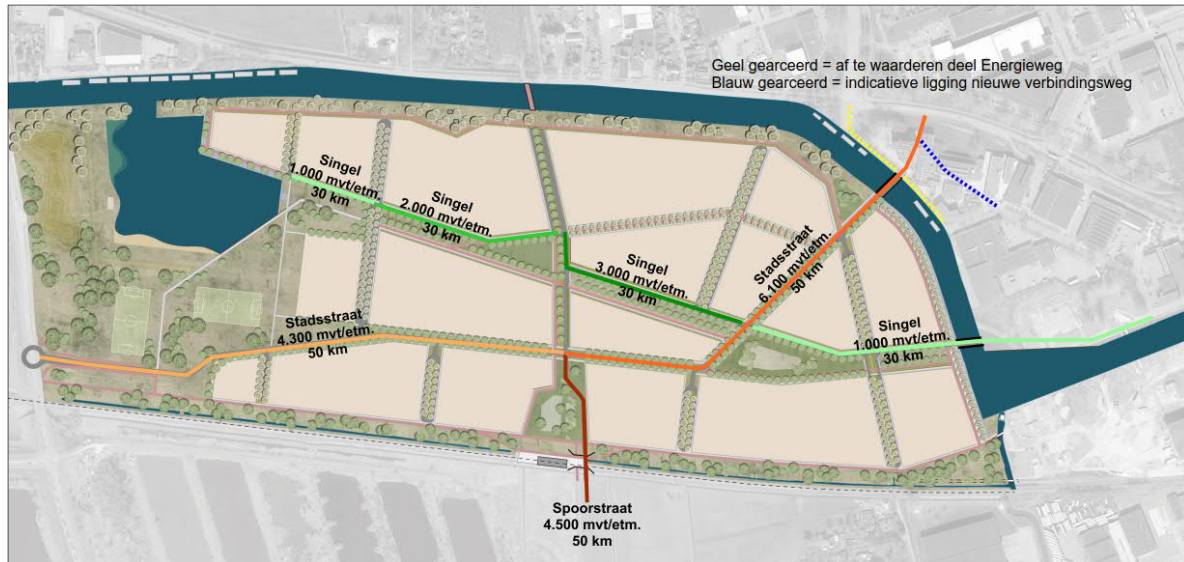 Geel gearceerd = af te waarderen deel Energieweg
Blauw gearceerd = indicatieve ligging nieuwe verbindingsweg
Singel
1.000 mvt/etm.
30 km
Singel
2.000 mvt/etm.
30 km
Singel
3.000 mvt/etm.
30 km
Stadsstraat
6.100 mvt/etm.
50 km
Stadsstraat
4.300 mvt/etm.
50 km
Singel
1.000 mvt/etm.
30 km
Spoorstraat
4.500 mvt/etm.
50 km